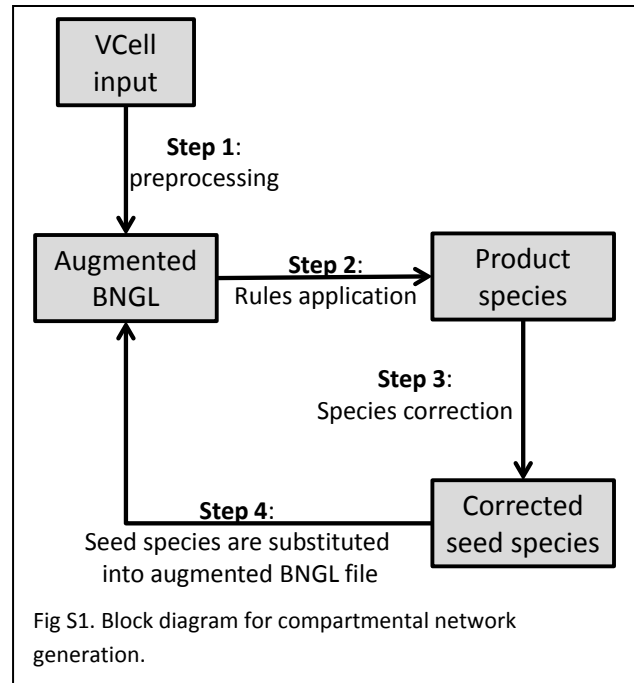 VCell
input
Step 1:
preprocessing
Augmented
BNGL
Step 2:
Rules application
Product
species
Step 3:
Species correction
Corrected
seed species
Step 4:
Seed species are substituted
into augmented BNGL file
Fig S1. Block diagram for compartmental network
generation.